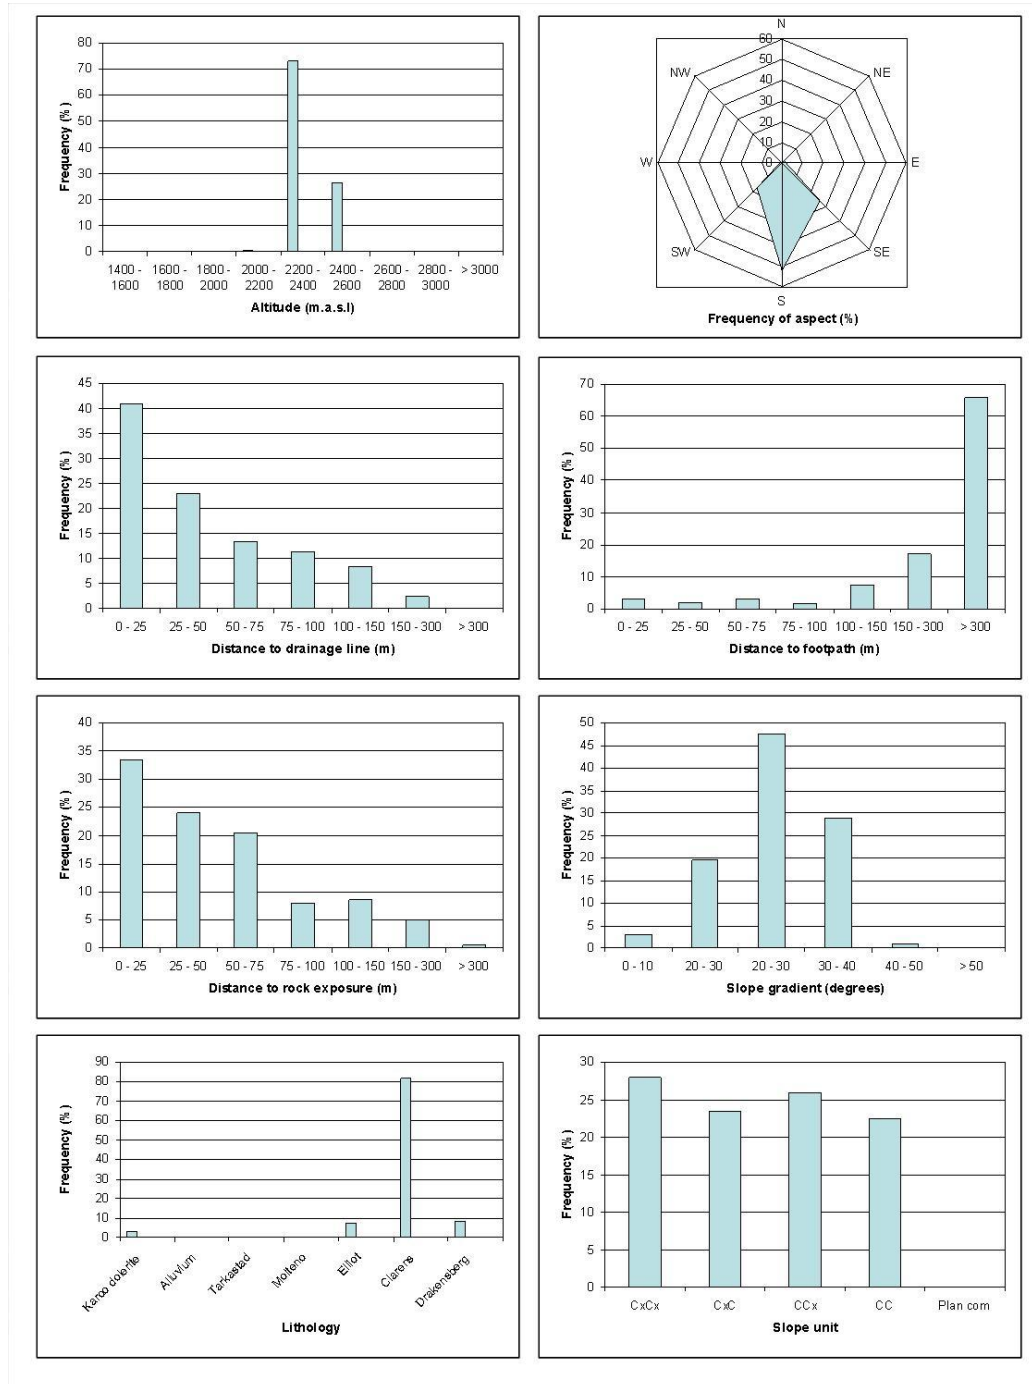 80
70
60
50
40
30
20
10
0
Frequency (%)
1400 - 1600 - 1800 - 2000 - 2200 - 2400 - 2600 - 2800 - > 3000
1600 1800 2000 2200 2400 2600 2800 3000
Altitude (m.a.s.l)
N
60
50
40
30
20
10
0
NW NE
W E
SW SE
S
Frequency of aspect (%)
45
40
35
30
25
20
15
10
5
0
Frequency (%)
0 - 25 25 - 50 50 - 75 75 - 100 100 - 150 150 - 300 > 300
Distance to drainage line (m)
70
60
50
40
30
20
10
0
Frequency (%)
0 - 25 25 - 50 50 - 75 75 - 100 100 - 150 150 - 300 > 300
Distance to footpath (m)
40
35
30
25
20
15
10
5
0
Frequency (%)
0 - 25 25 - 50 50 - 75 75 - 100 100 - 150 150 - 300 > 300
Distance to rock exposure (m)
50
45
40
35
30
25
20
15
10
5
0
Frequency (%)
0 - 10 20 - 30 20 - 30 30 - 40 40 - 50 > 50
Slope gradient (degrees)
90
80
70
60
50
40
30
20
10
0
Frequency (%)
Karoo dolerite Alluvium Tarkastad Molteno Elliot Clarens Drakensberg
Lithology
30
25
20
15
10
5
0
Frequency (%)
CxCx CxC CCx CC Plan com
Slope unit